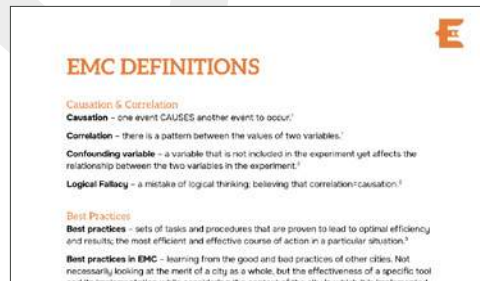 EMC DEFINITIONS
Causation & Correlation
Causation – one event CAUSES another event to occur.¹
Correlation – there is a pattern between the values of two variables.¹
Confounding variable – a variable that is not included in the experiment yet affects the
relationship between the two variables in the experiment.²
Logical Fallacy – a mistake of logical thinking; believing that correlation=causation.²
Best Practices
Best practices – sets of tasks and procedures that are proven to lead to optimal efficiency
and results; the most efficient and effective course of action in a particular situation.³
Best practices in EMC – learning from the good and bad practices of other cities. Not
necessarily looking at the merit of a city as a whole, but the effectiveness of a specific tool